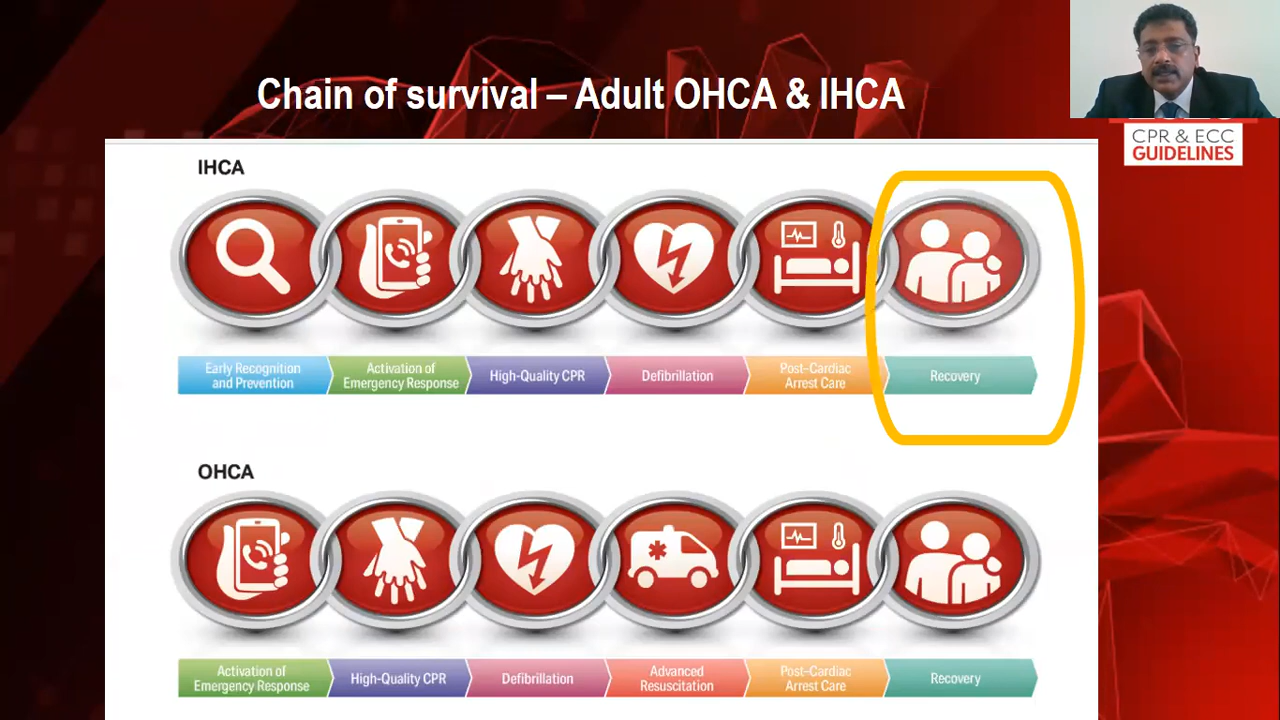 Chain of survival – Adult OHCA & IHCA
CPR & ECC
GUIDELINES
IHCA
Early Recognition
and Prevention
Activation of
Emergency Response
High-Quality CPR
Defibrillation
Post-Cardiac
Arrest Care
Recovery
OHCA
Activation of
Emergency Response
High-Quality CPR
Defibrillation
Advanced
Resuscitation
Post-Cardiac
Arrest Care
Recovery